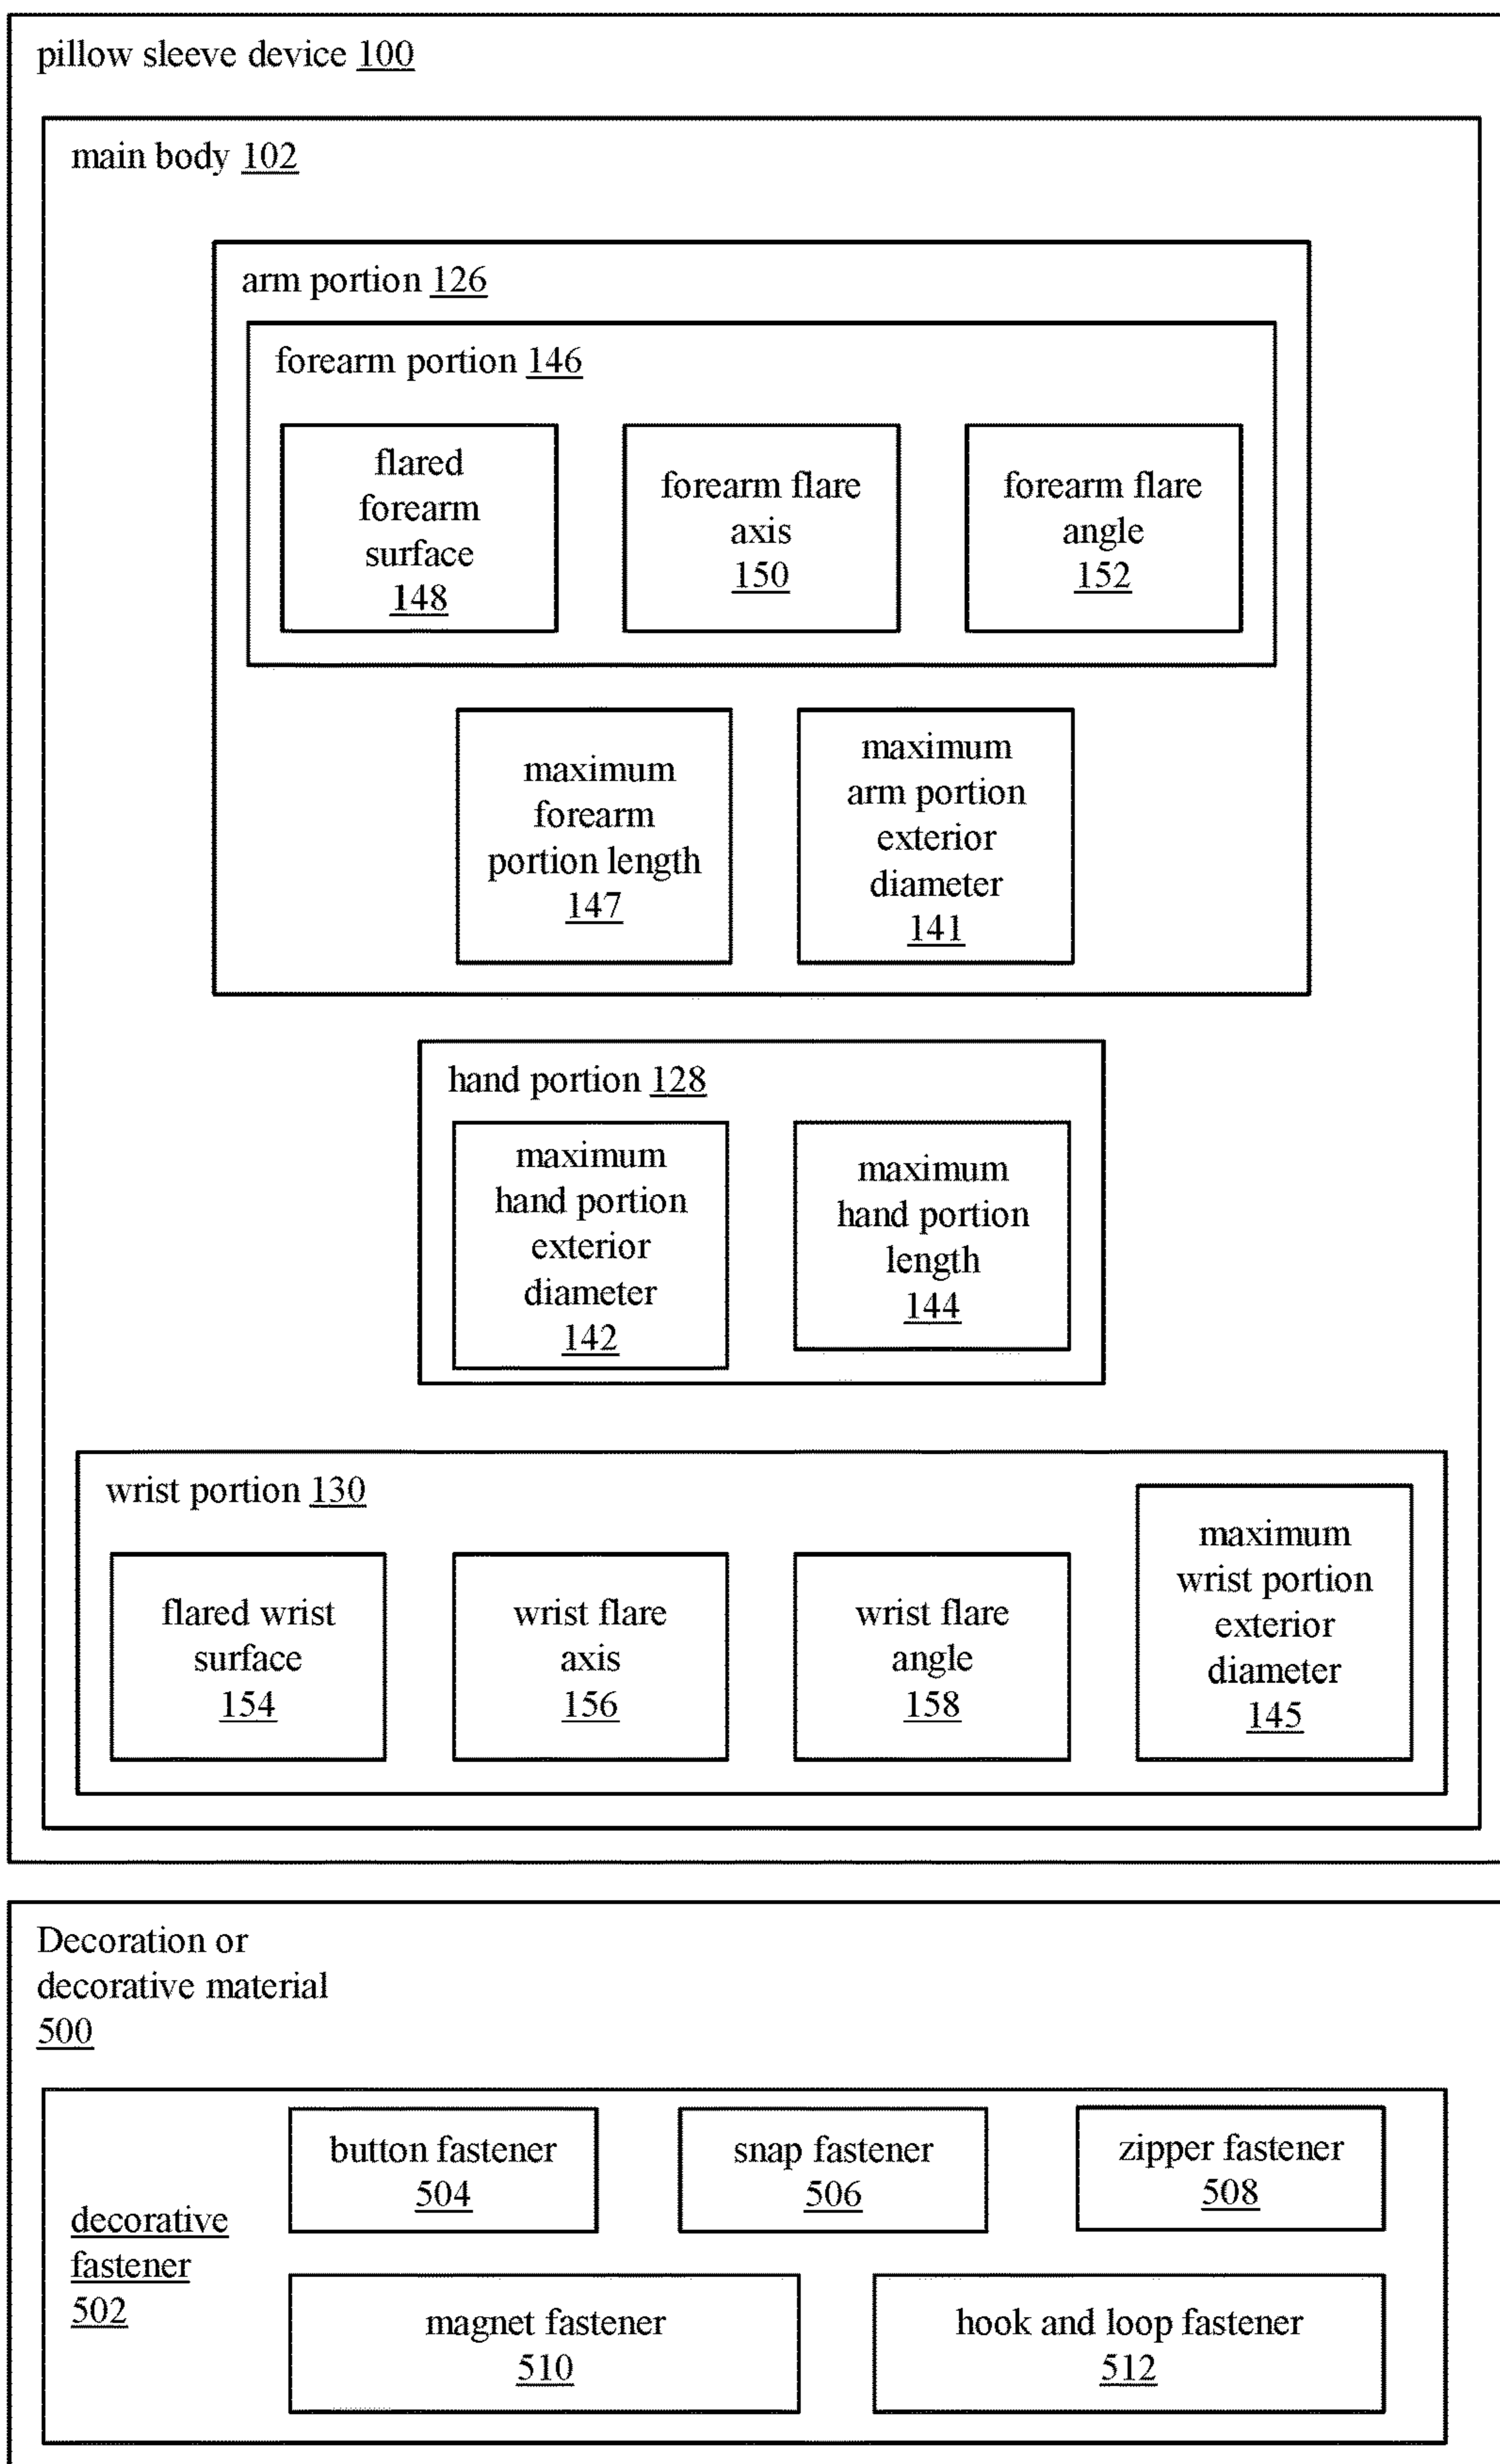 pillow sleeve device 100
main body 102
arm portion 126
forearm portion 146
flared
forearm
surface
148
forearm flare
axis
150
forearm flare
angle
152
maximum
forearm
portion length
147
maximum
arm portion
exterior
diameter
141
hand portion 128
maximum
hand portion
exterior
diameter
142
maximum
hand portion
length
144
wrist portion 130
flared wrist
surface
154
wrist flare
axis
156
wrist flare
angle
158
maximum
wrist portion
exterior
diameter
145
Decoration or
decorative material
500
decorative
fastener
502
button fastener
504
snap fastener
506
zipper fastener
508
magnet fastener
510
hook and loop fastener
512